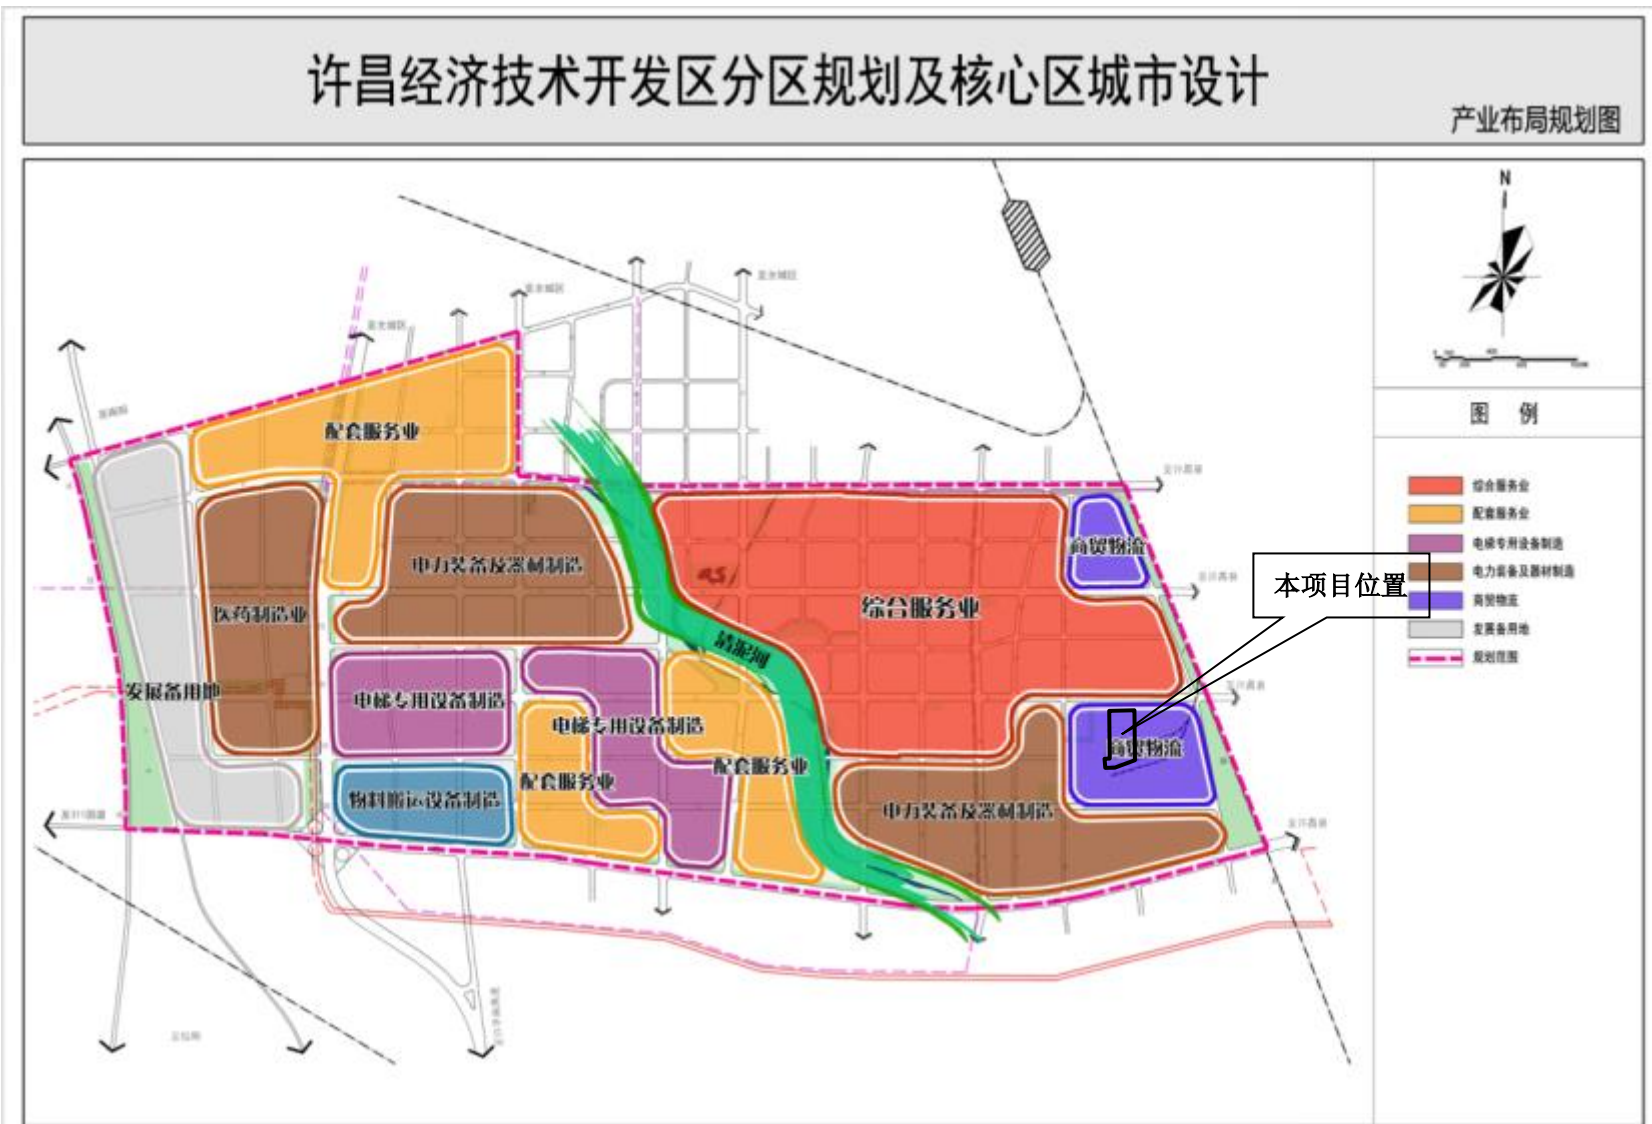 许昌经济技术开发区分区规划及核心区城市设计
产业布局规划图
N
图 例
综合服务业
配套服务业
电梯专用设备制造
电力装备及器材制造
商贸物流
发展备用地
规划范围
本项目位置
配套服务业
电力装备及器材制造
医药制造业
发展备用地
电梯专用设备制造
电梯专用设备制造
物料搬运设备制造
配套服务业
配套服务业
清泥河
综合服务业
商贸物流
商贸物流
电力装备及器材制造